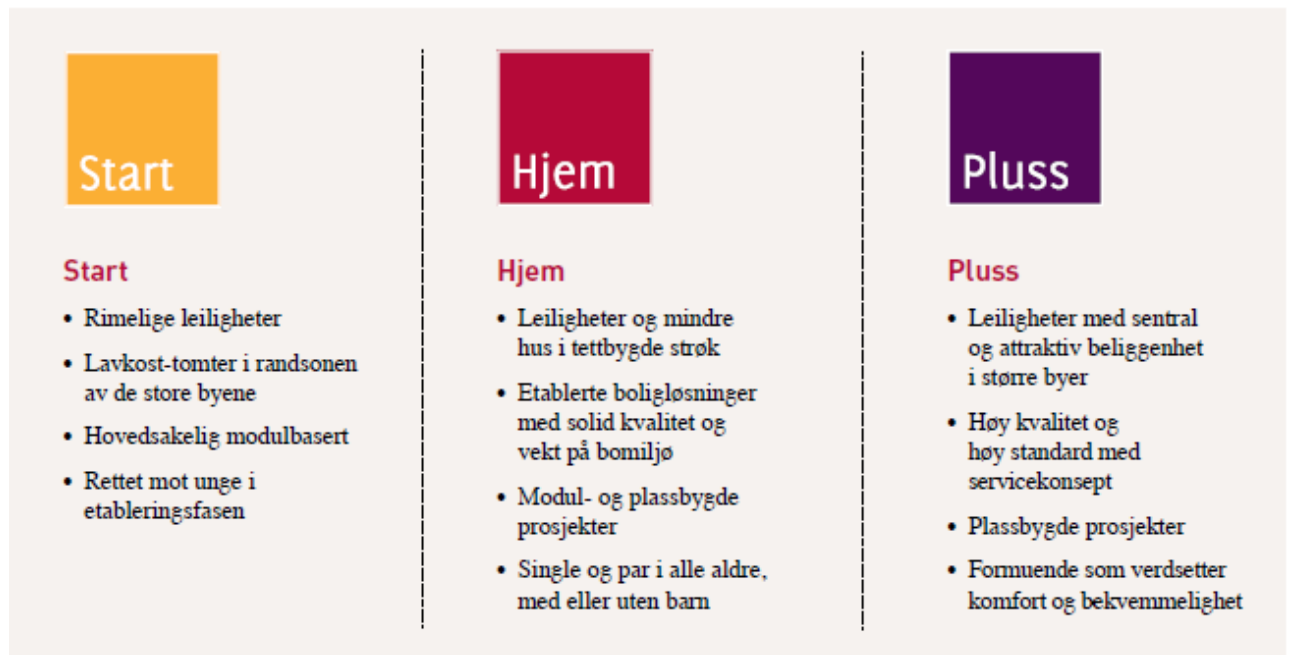 Start
Start
• Rimelige leiligheter
• Lavkost-tomter i randsonen
av de store byene
• Hovedsakelig modulbasert
• Rettet mot unge i
etableringsfasen
Hjem
Hjem
• Leiligheter og mindre
hus i tettbygde strøk
• Etablerte boligløsninger
med solid kvalitet og
vekt på bomiljø
• Modul- og plassbygde
prosjekter
• Single og par i alle aldre,
med eller uten barn
Pluss
Pluss
• Leiligheter med sentral
og attraktiv beliggenhet
i større byer
• Høy kvalitet og
høy standard med
servicekonsept
• Plassbygde prosjekter
• Formuende som verdsetter
komfort og bekvemmelighet